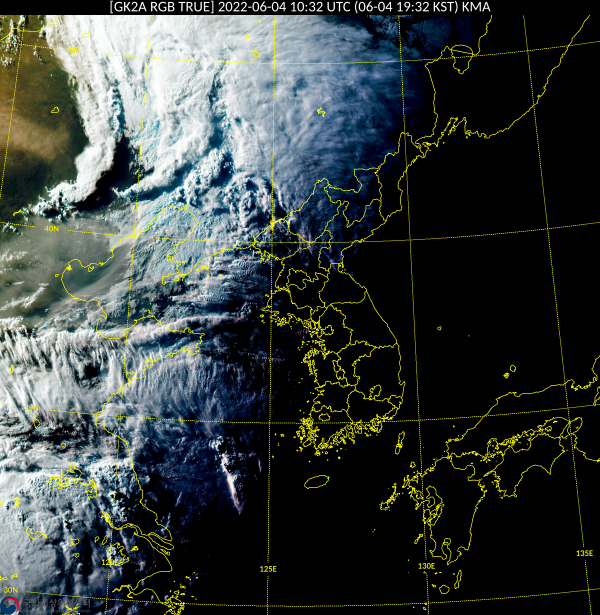 [GK2A RGB TRUE] 2022-06-04 10:32 UTC (06-04 19:32 KST) KMA
40N
125E
130E
135E
30N